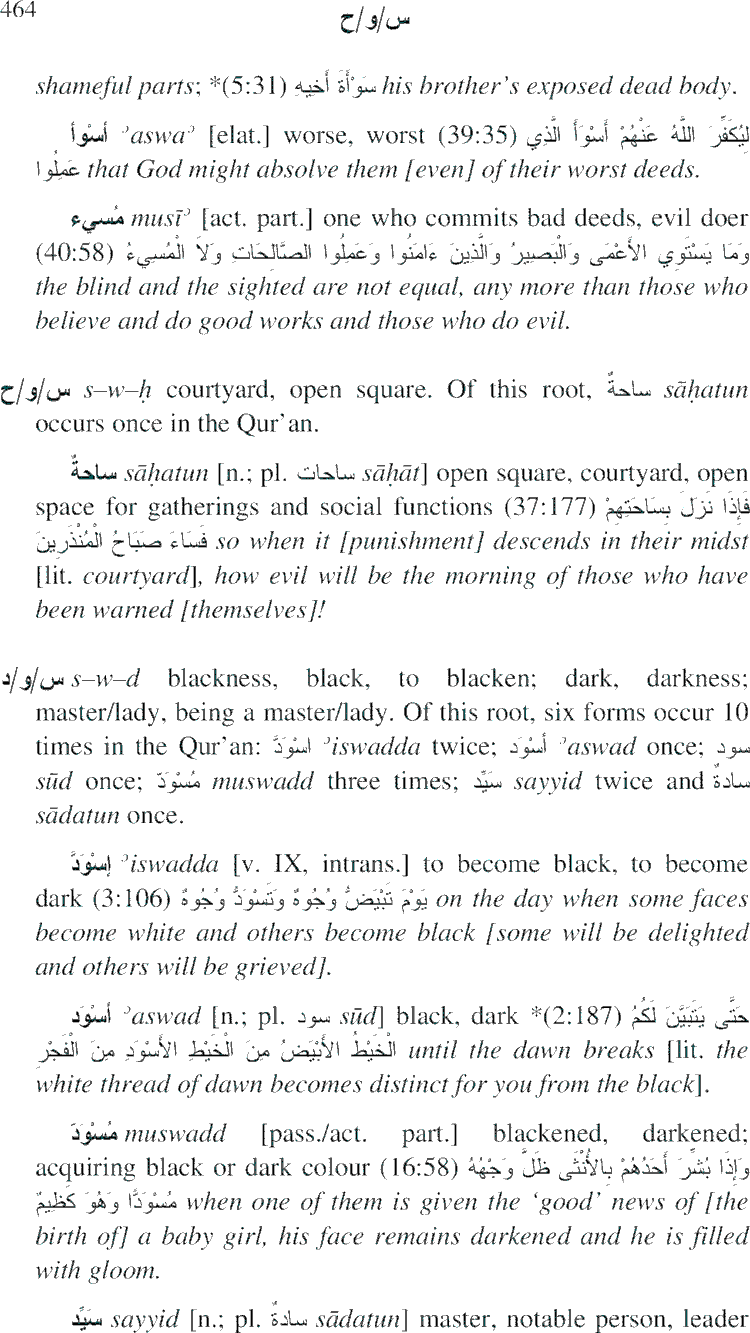 464
س/و/ح
shameful parts; *(5:31) سَوْأَةَ أَخِيهِ his brother's exposed dead body.
أسْوأ ʾaswaʾ [elat.] worse, worst (39:35) لِيُكَفِّرَ اللَّهُ عَنْهُمْ أَسْوَأَ الَّذِي
عَمِلُوا that God might absolve them [even] of their worst deeds.
مُسيء musīʾ [act. part.] one who commits bad deeds, evil doer
(40:58) وَمَا يَسْتَوِي الأَعْمَى وَالْبَصِيرُ وَالَّذِينَ ءَامَنُوا وَعَمِلُوا الصَّالِحَاتِ وَلاَ الْمُسِيءُ
the blind and the sighted are not equal, any more than those who
believe and do good works and those who do evil.
س/و/ح s–w–ḥ courtyard, open square. Of this root, ساحةٌ sāḥatun
occurs once in the Qur'an.
ساحةٌ sāḥatun [n.; pl. ساحات sāḥāt] open square, courtyard, open
space for gatherings and social functions (37:177) فَإِذَا نَزَلَ بِسَاحَتِهِمْ
فَسَاءَ صَبَاحُ الْمُنْذَرِينَ so when it [punishment] descends in their midst
[lit. courtyard], how evil will be the morning of those who have
been warned [themselves]!
س/و/د s–w–d blackness, black, to blacken; dark, darkness;
master/lady, being a master/lady. Of this root, six forms occur 10
times in the Qur'an: اسْوَدَّ ʾiswadda twice; أسْوَد ʾaswad once; سود
sūd once; مُسْوَدّ muswadd three times; سَيِّد sayyid twice and سادةٌ
sādatun once.
إسْوَدَّ ʾiswadda [v. IX, intrans.] to become black, to become
dark (3:106) يَوْمَ تَبْيَضُّ وُجُوهٌ وَتَسْوَدُّ وُجُوهٌ on the day when some faces
become white and others become black [some will be delighted
and others will be grieved].
أسْوَد ʾaswad [n.; pl. سود sūd] black, dark *(2:187) حَتَّى يَتَبَيَّنَ لَكُمُ
الْخَيْطُ الأَبْيَضُ مِنَ الْخَيْطِ الأَسْوَدِ مِنَ الْفَجْرِ until the dawn breaks [lit. the
white thread of dawn becomes distinct for you from the black].
مُسْوَدّ muswadd [pass./act. part.] blackened, darkened;
acquiring black or dark colour (16:58) وَإِذَا بُشِّرَ أَحَدُهُمْ بِالأُنْثَى ظَلَّ وَجْهُهُ
مُسْوَدًّا وَهُوَ كَظِيمٌ when one of them is given the ‘good’ news of [the
birth of] a baby girl, his face remains darkened and he is filled
with gloom.
سَيِّد sayyid [n.; pl. سادةٌ sādatun] master, notable person, leader